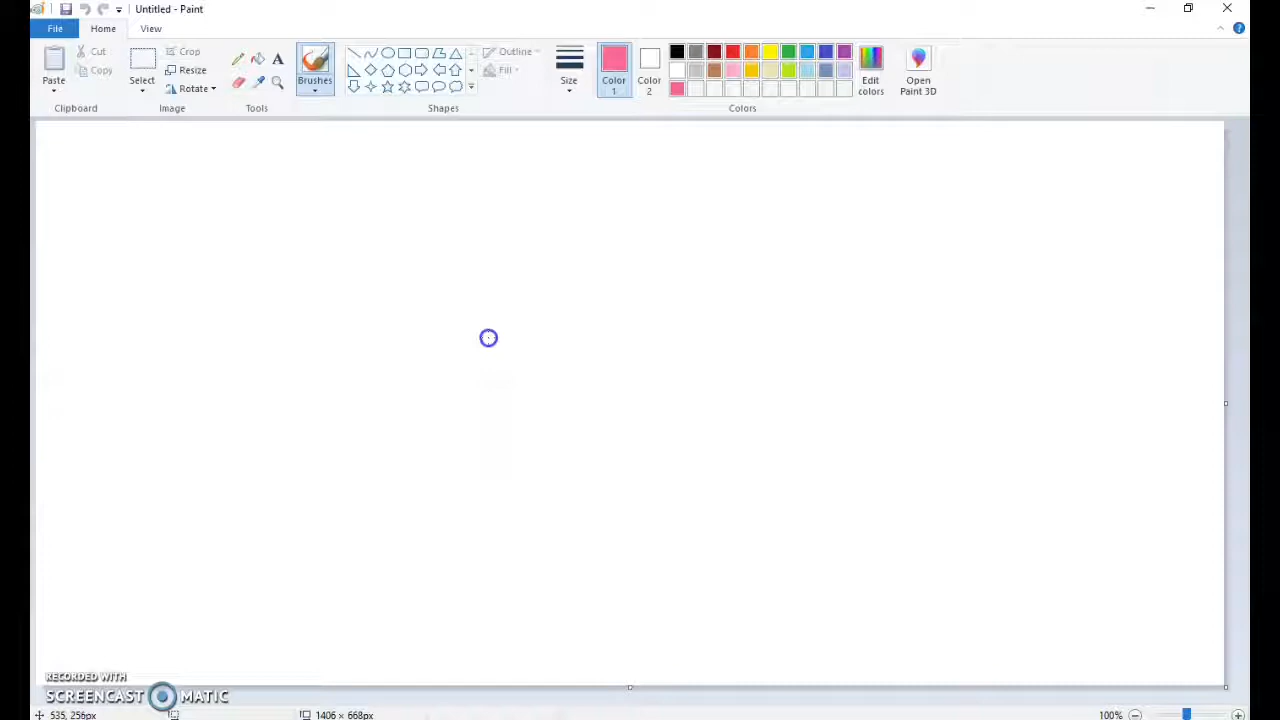 Untitled - Paint
File Home View
Paste
Cut
Copy
Clipboard
Select
Crop
Resize
Rotate
Image
A
Tools
Brushes
Shapes
Outline
Fill
Size
Color 1
Color 2
Edit colors
Open Paint 3D
Colors
RECORDED WITH
SCREENCAST MATIC
535, 256px
1406 × 668px
100%